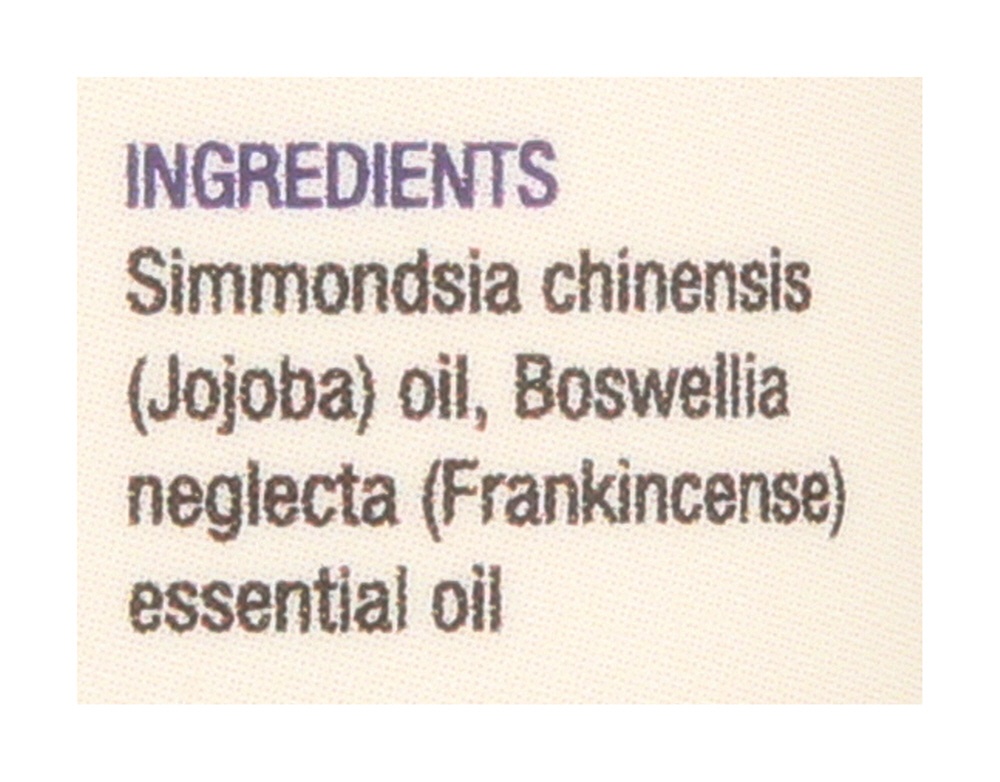 INGREDIENTS
Simmondsia chinensis
(Jojoba) oil, Boswellia
neglecta (Frankincense)
essential oil